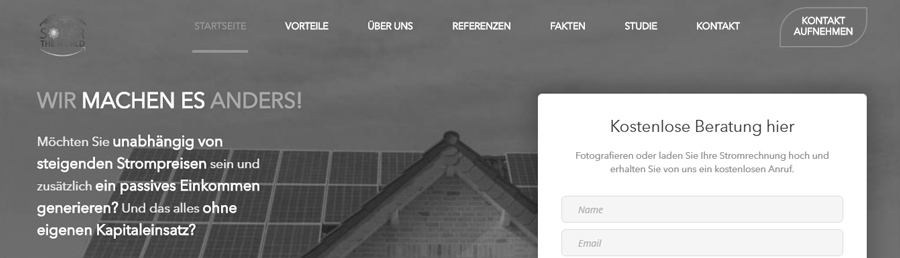 STARTSEITE VORTEILE ÜBER UNS REFERENZEN FAKTEN STUDIE KONTAKT
KONTAKT
AUFNEHMEN
THE WORLD
WIR MACHEN ES ANDERS!
Möchten Sie unabhängig von
steigenden Strompreisen sein und
zusätzlich ein passives Einkommen
generieren? Und das alles ohne
eigenen Kapitaleinsatz?
Kostenlose Beratung hier
Fotografieren oder laden Sie Ihre Stromrechnung hoch und
erhalten Sie von uns ein kostenlosen Anruf.
Name
Email